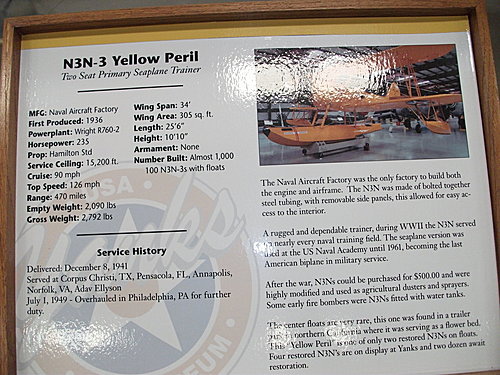 N3N-3 Yellow Peril
Two Seat Primary Seaplane Trainer
MFG: Naval Aircraft Factory
First Produced: 1936
Powerplant: Wright R760-2
Horsepower: 235
Prop: Hamilton Std
Service Ceiling: 15,200 ft.
Cruise: 90 mph
Top Speed: 126 mph
Range: 470 miles
Empty Weight: 2,090 lbs
Gross Weight: 2,792 lbs
Wing Span: 34'
Wing Area: 305 sq. ft.
Length: 25'6"
Height: 10'10"
Armament: None
Number Built: Almost 1,000
100 N3N-3s with floats
Service History
Delivered: December 8, 1941
Served at Corpus Christi, TX, Pensacola, FL, Annapolis,
Norfolk, VA, Adav Ellyson
July 1, 1949 - Overhauled in Philadelphia, PA for further
duty.
The Naval Aircraft Factory was the only factory to build both
the engine and airframe. The N3N was made of bolted together
steel tubing, with removable side panels, this allowed for easy ac-
cess to the interior.
A rugged and dependable trainer, during WWII the N3N served
on nearly every naval training field. The seaplane version was
used at the US Naval Academy until 1961, becoming the last
American biplane in military service.
After the war, N3Ns could be purchased for $500.00 and were
highly modified and used as agricultural dusters and sprayers.
Some early fire bombers were N3Ns fitted with water tanks.
The center floats are very rare, this one was found in a trailer
park in northern California where it was serving as a flower bed.
This "Yellow Peril" is one of only two restored N3Ns on floats.
Four restored N3N's are on display at Yanks and two dozen await
restoration.